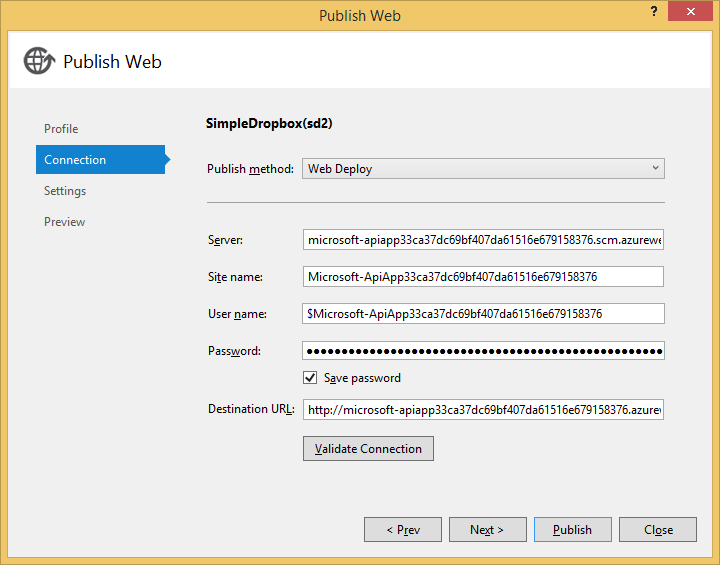 Publish Web
?
Publish Web
Profile
Connection
Settings
Preview
SimpleDropbox(sd2)
Publish method: Web Deploy
Server: microsoft-apiapp33ca37dc69bf407da61516e679158376.scm.azurewe
Site name: Microsoft-ApiApp33ca37dc69bf407da61516e679158376
User name: $Microsoft-ApiApp33ca37dc69bf407da61516e679158376
Password:
Save password
Destination URL: http://microsoft-apiapp33ca37dc69bf407da61516e679158376.azurew
Validate Connection
< Prev Next > Publish Close